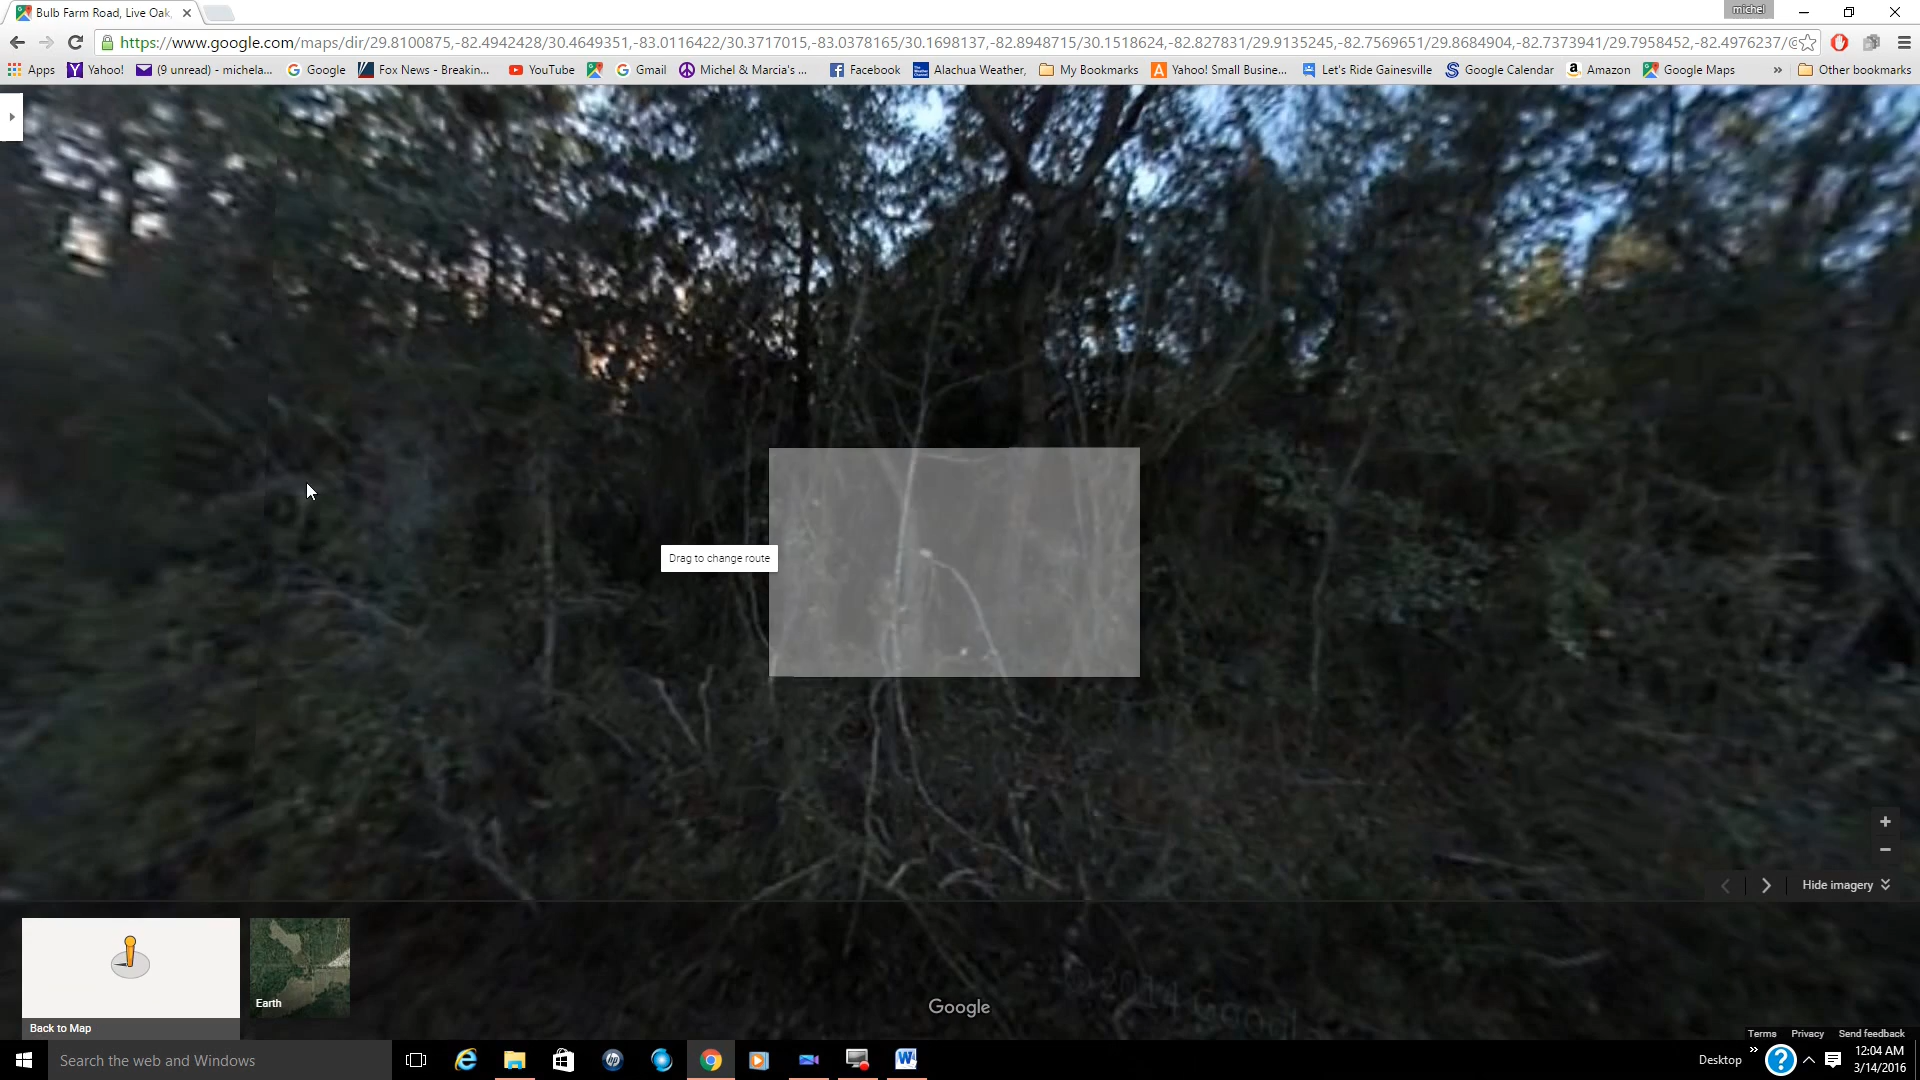 Bulb Farm Road, Live Oak,
michel
https://www.google.com/maps/dir/29.8100875,-82.4942428/30.4649351,-83.0116422/30.3717015,-83.0378165/30.1698137,-82.8948715/30.1518624,-82.827831/29.9135245,-82.7569651/29.8684904,-82.7373941/29.7958452,-82.4976237/@
Apps Yahoo! (9 unread) - michela... Google Fox News - Breakin... YouTube Gmail Michel & Marcia's ... Facebook Alachua Weather, My Bookmarks Yahoo! Small Busine... Let's Ride Gainesville Google Calendar Amazon Google Maps » Other bookmarks
Drag to change route
Hide imagery
Earth
Back to Map
Google
© 2014 Google
Terms Privacy Send feedback
Search the web and Windows
Desktop
12:04 AM
3/14/2016